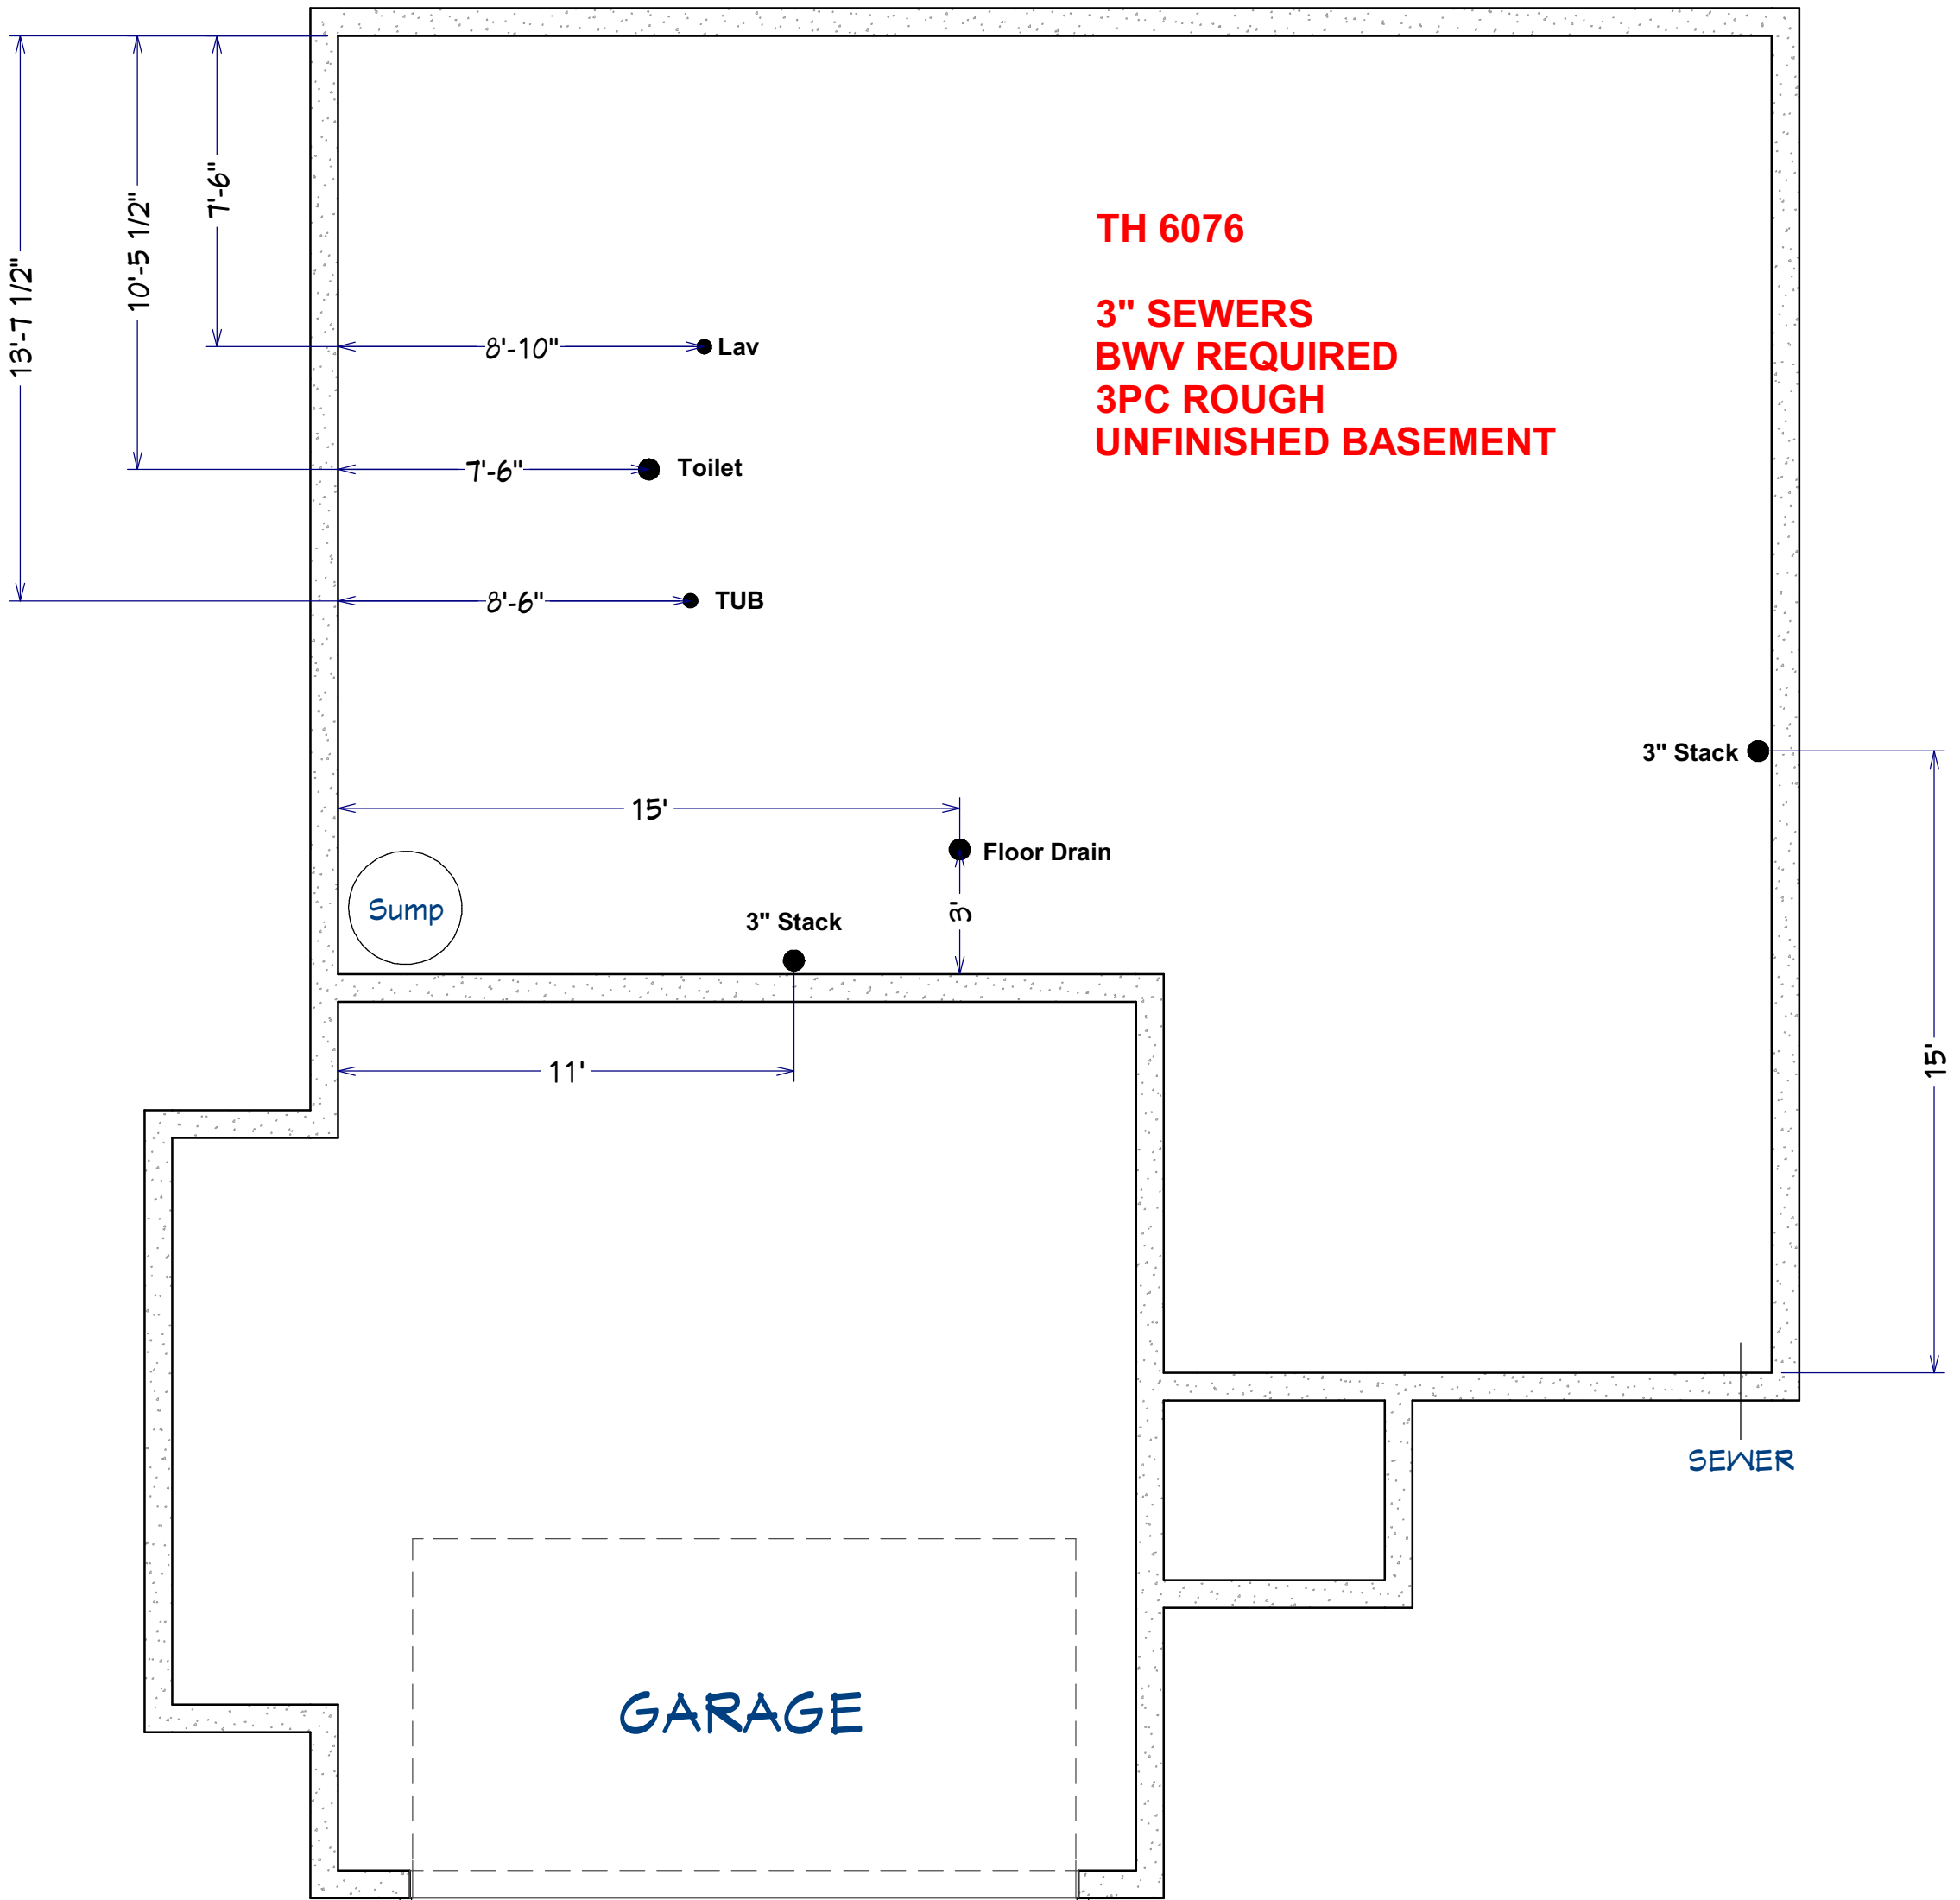 7'-6"
10'-5 1/2"
13'-7 1/2"
TH 6076
3" SEWERS
BWV REQUIRED
3PC ROUGH
UNFINISHED BASEMENT
8'-10"
Lav
7'-6"
Toilet
8'-6"
TUB
3" Stack
15'
Floor Drain
Sump
3'
3" Stack
11'
15'
SEWER
GARAGE